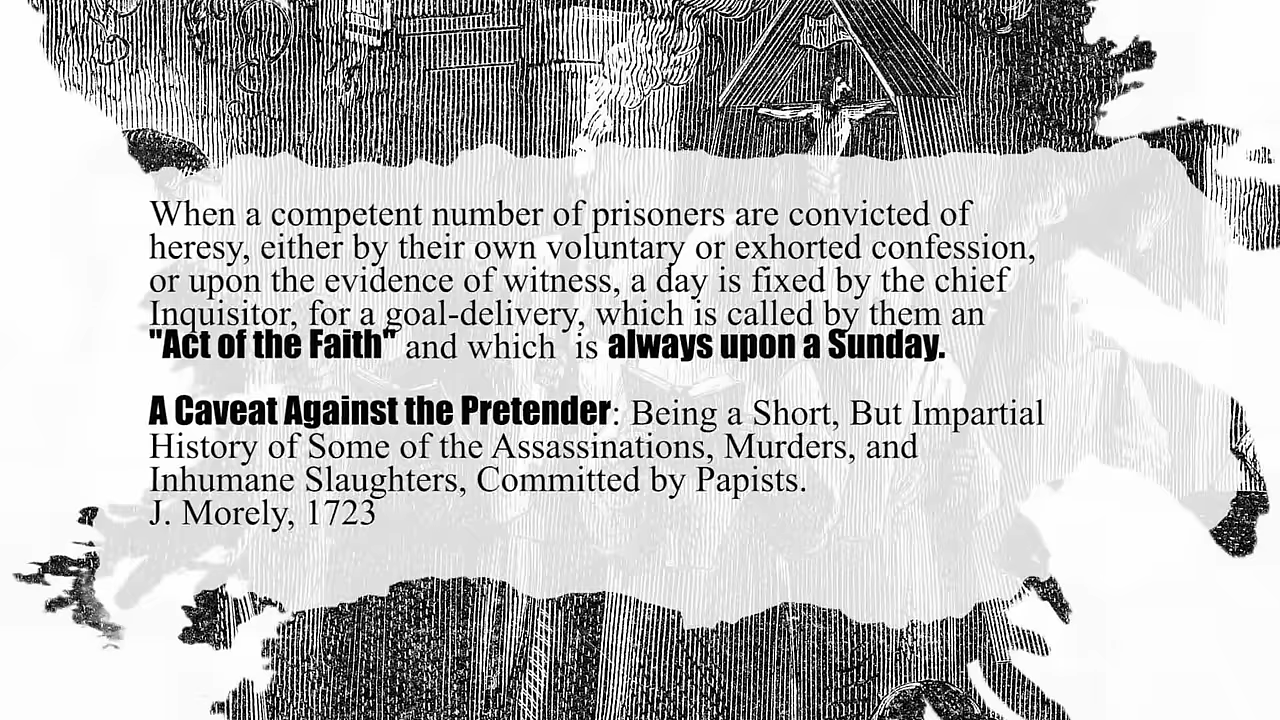 When a competent number of prisoners are convicted of
heresy, either by their own voluntary or exhorted confession,
or upon the evidence of witness, a day is fixed by the chief
Inquisitor, for a goal-delivery, which is called by them an
"Act of the Faith" and which is always upon a Sunday.
A Caveat Against the Pretender: Being a Short, But Impartial
History of Some of the Assassinations, Murders, and
Inhumane Slaughters, Committed by Papists.
J. Morely, 1723